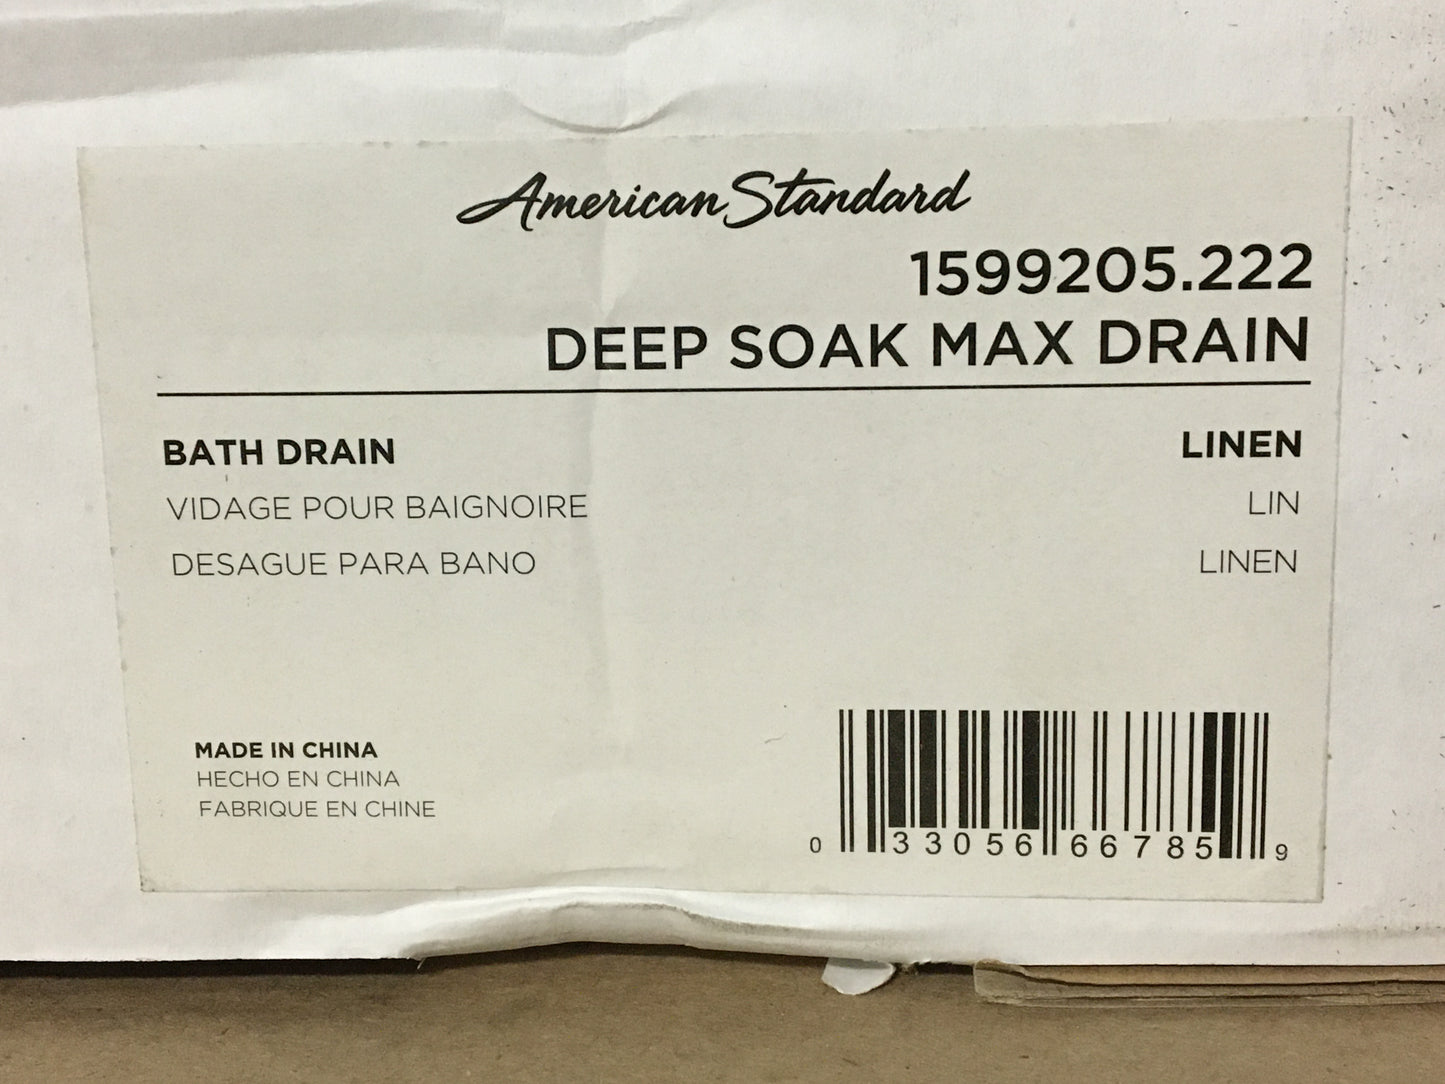 American Standard
1599205.222
DEEP SOAK MAX DRAIN
BATH DRAIN LINEN
VIDAGE POUR BAIGNOIRE LIN
DESAGUE PARA BANO LINEN
MADE IN CHINA
HECHO EN CHINA
FABRIQUE EN CHINE
0 33056 66785 9